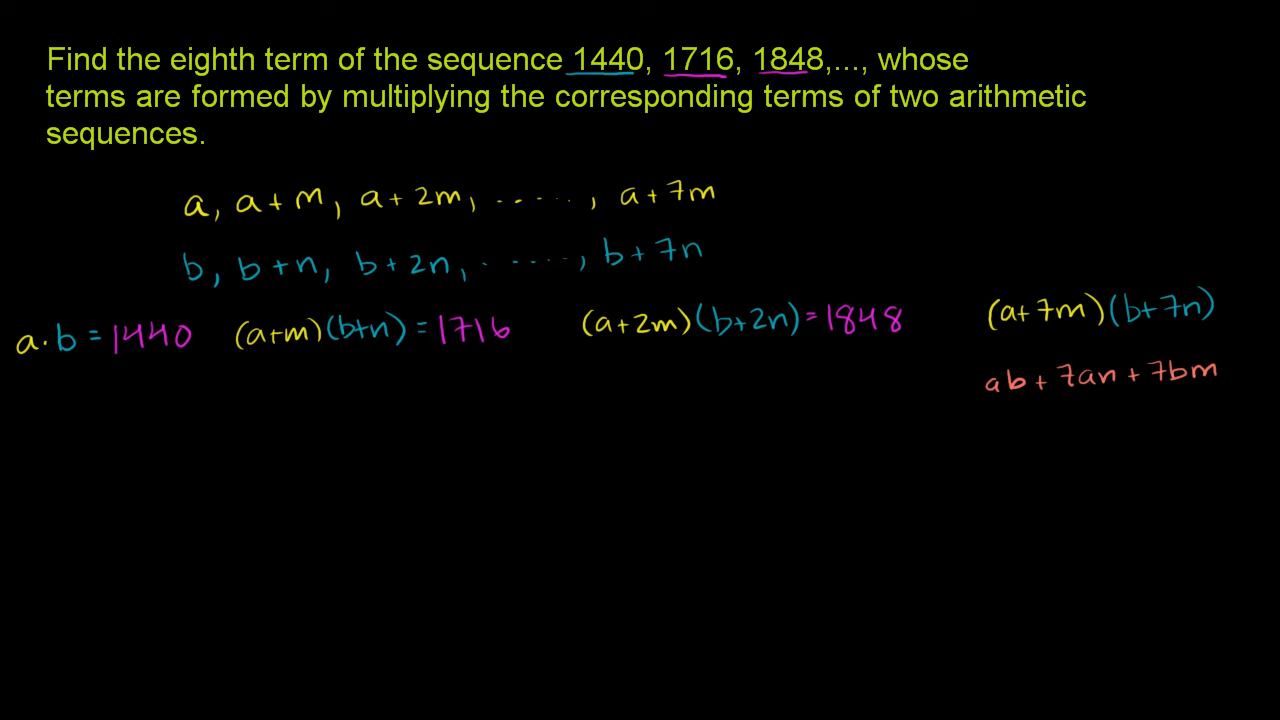 Find the eighth term of the sequence 1440, 1716, 1848,..., whose
terms are formed by multiplying the corresponding terms of two arithmetic
sequences.
a, a+m, a+2m, ....., a+7m
b, b+n, b+2n, ....., b+7n
a·b = 1440 (a+m)(b+n) = 1716 (a+2m)(b+2n) = 1848 (a+7m)(b+7n)
ab + 7an + 7bm